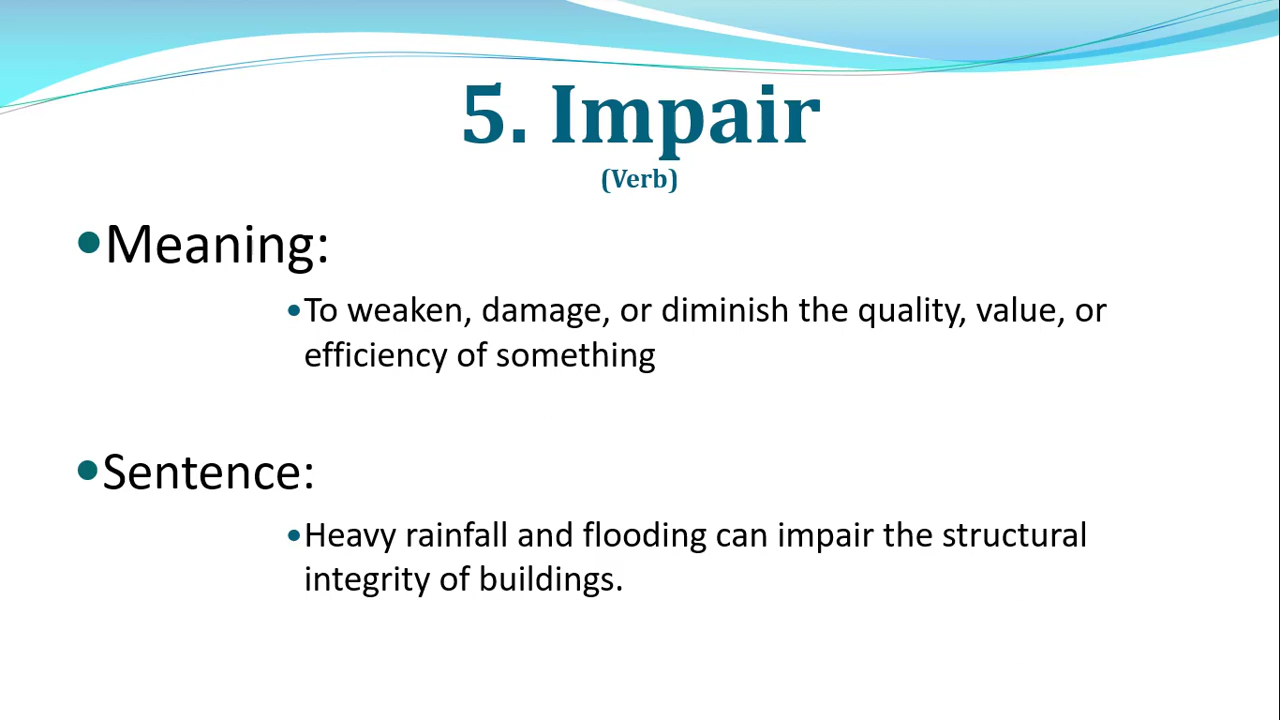 5. Impair
(Verb)
•Meaning:
•To weaken, damage, or diminish the quality, value, or
efficiency of something
•Sentence:
•Heavy rainfall and flooding can impair the structural
integrity of buildings.